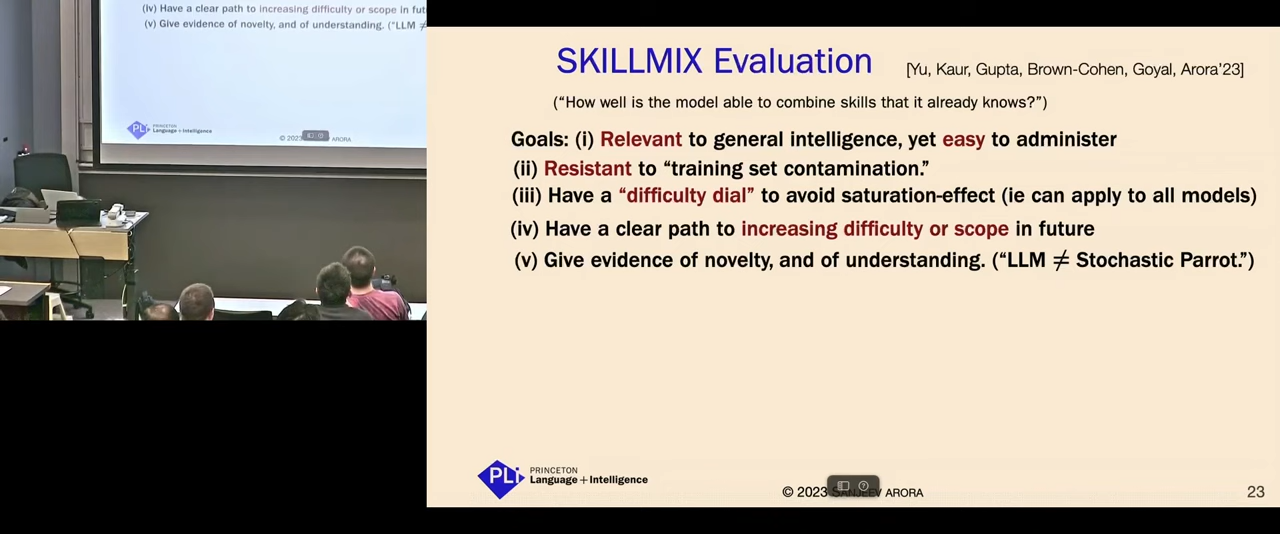 (iv) Have a clear path to increasing difficulty or scope in fut
(v) Give evidence of novelty, and of understanding. ("LLM ≠
PRINCETON
Language + Intelligence
© 2023
ARORA
SKILLMIX Evaluation
[Yu, Kaur, Gupta, Brown-Cohen, Goyal, Arora'23]
("How well is the model able to combine skills that it already knows?")
Goals: (i) Relevant to general intelligence, yet easy to administer
(ii) Resistant to "training set contamination."
(iii) Have a "difficulty dial" to avoid saturation-effect (ie can apply to all models)
(iv) Have a clear path to increasing difficulty or scope in future
(v) Give evidence of novelty, and of understanding. ("LLM ≠ Stochastic Parrot.")
PLI
PRINCETON
Language + Intelligence
© 2023 SANJEEV ARORA
23